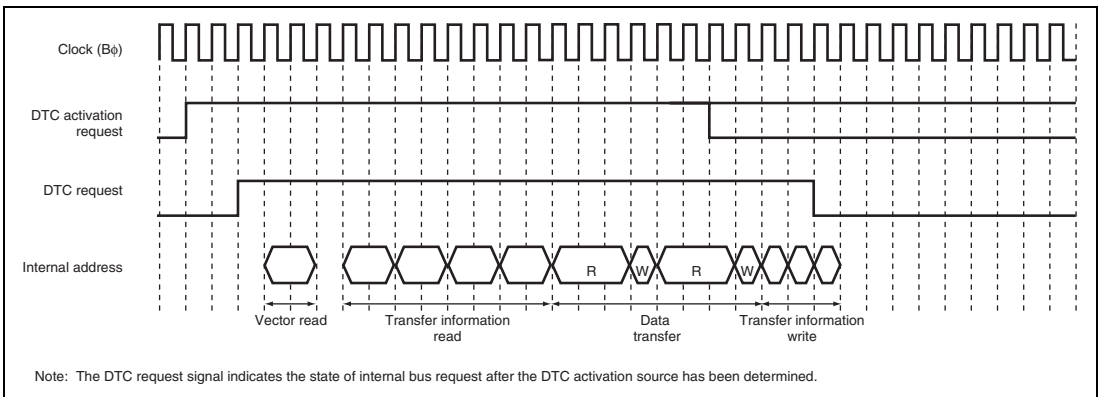 Clock (Bφ)
DTC activation
request
DTC request
Internal address
R
W
R
W
Vector read
Transfer information
read
Data
transfer
Transfer information
write
Note: The DTC request signal indicates the state of internal bus request after the DTC activation source has been determined.